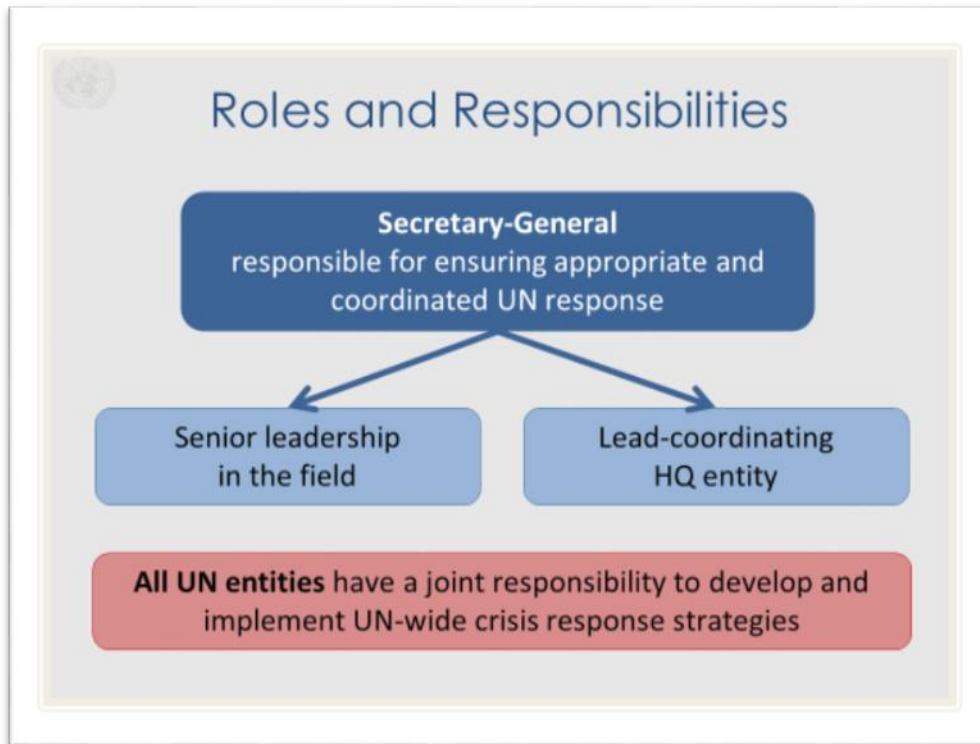 Roles and Responsibilities
Secretary-General
responsible for ensuring appropriate and
coordinated UN response
Senior leadership
in the field
Lead-coordinating
HQ entity
All UN entities have a joint responsibility to develop and
implement UN-wide crisis response strategies